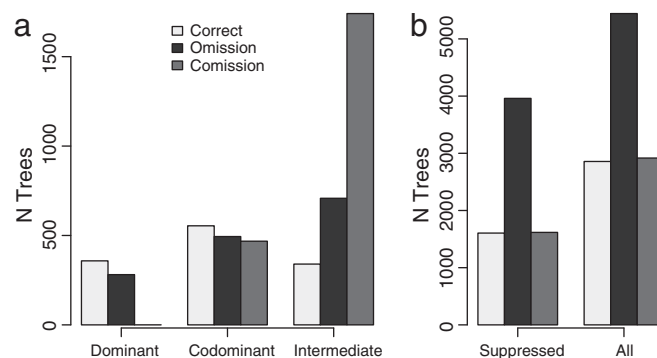 a
Correct
Omission
Comission
N Trees
0
500
1000
1500
Dominant
Codominant
Intermediate
b
N Trees
0
1000
2000
3000
4000
5000
Suppressed
All